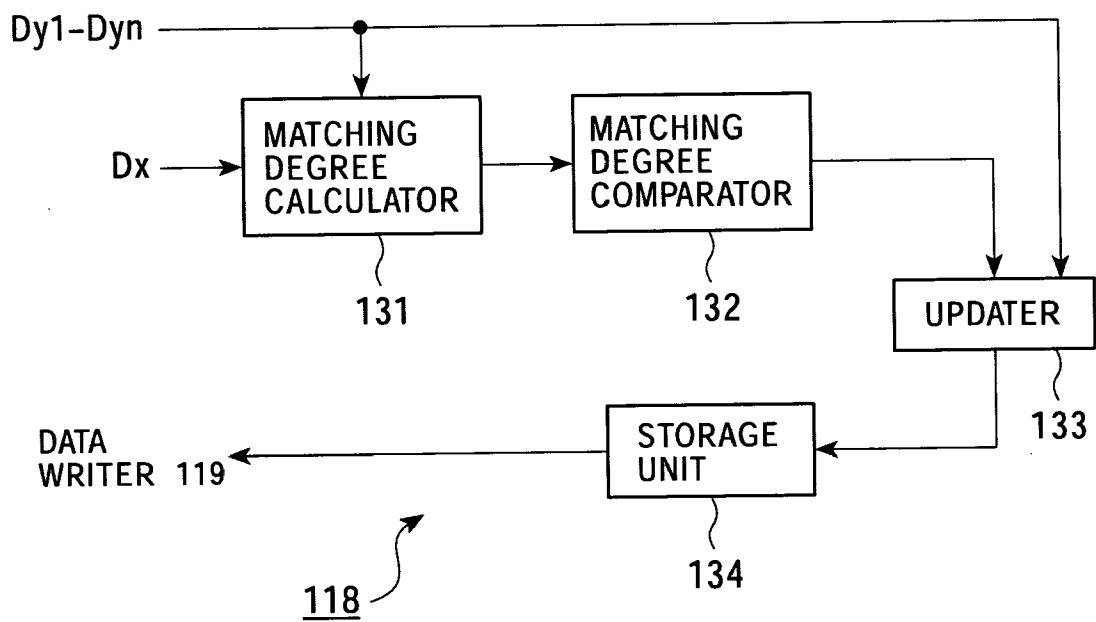 Dy1-Dyn
Dx
MATCHING
DEGREE
CALCULATOR
131
MATCHING
DEGREE
COMPARATOR
132
UPDATER
133
STORAGE
UNIT
134
DATA
WRITER 119
118